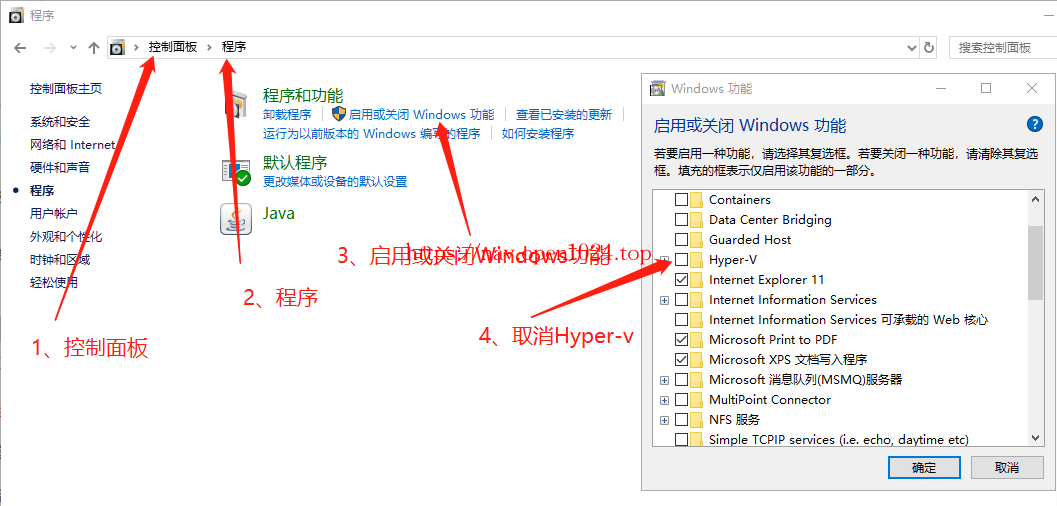 程序
控制面板 程序
搜索控制面板
控制面板主页
系统和安全
网络和 Internet
硬件和声音
程序
用户帐户
外观和个性化
时钟和区域
轻松使用
程序和功能
卸载程序 启用或关闭 Windows 功能 查看已安装的更新
运行为以前版本的 Windows 编写的程序 如何安装程序
默认程序
更改媒体或设备的默认设置
Java
1、控制面板
2、程序
3、启用或关闭Windows功能
https://nav.open1024.top
4、取消Hyper-v
Windows 功能
启用或关闭 Windows 功能
若要启用一种功能，请选择其复选框。若要关闭一种功能，请清除其复选
框。填充的框表示仅启用该功能的一部分。
Containers
Data Center Bridging
Guarded Host
Hyper-V
Internet Explorer 11
Internet Information Services
Internet Information Services 可承载的 Web 核心
Microsoft Print to PDF
Microsoft XPS 文档写入程序
Microsoft 消息队列(MSMQ)服务器
MultiPoint Connector
NFS 服务
Simple TCPIP services (i.e. echo, daytime etc)
确定 取消